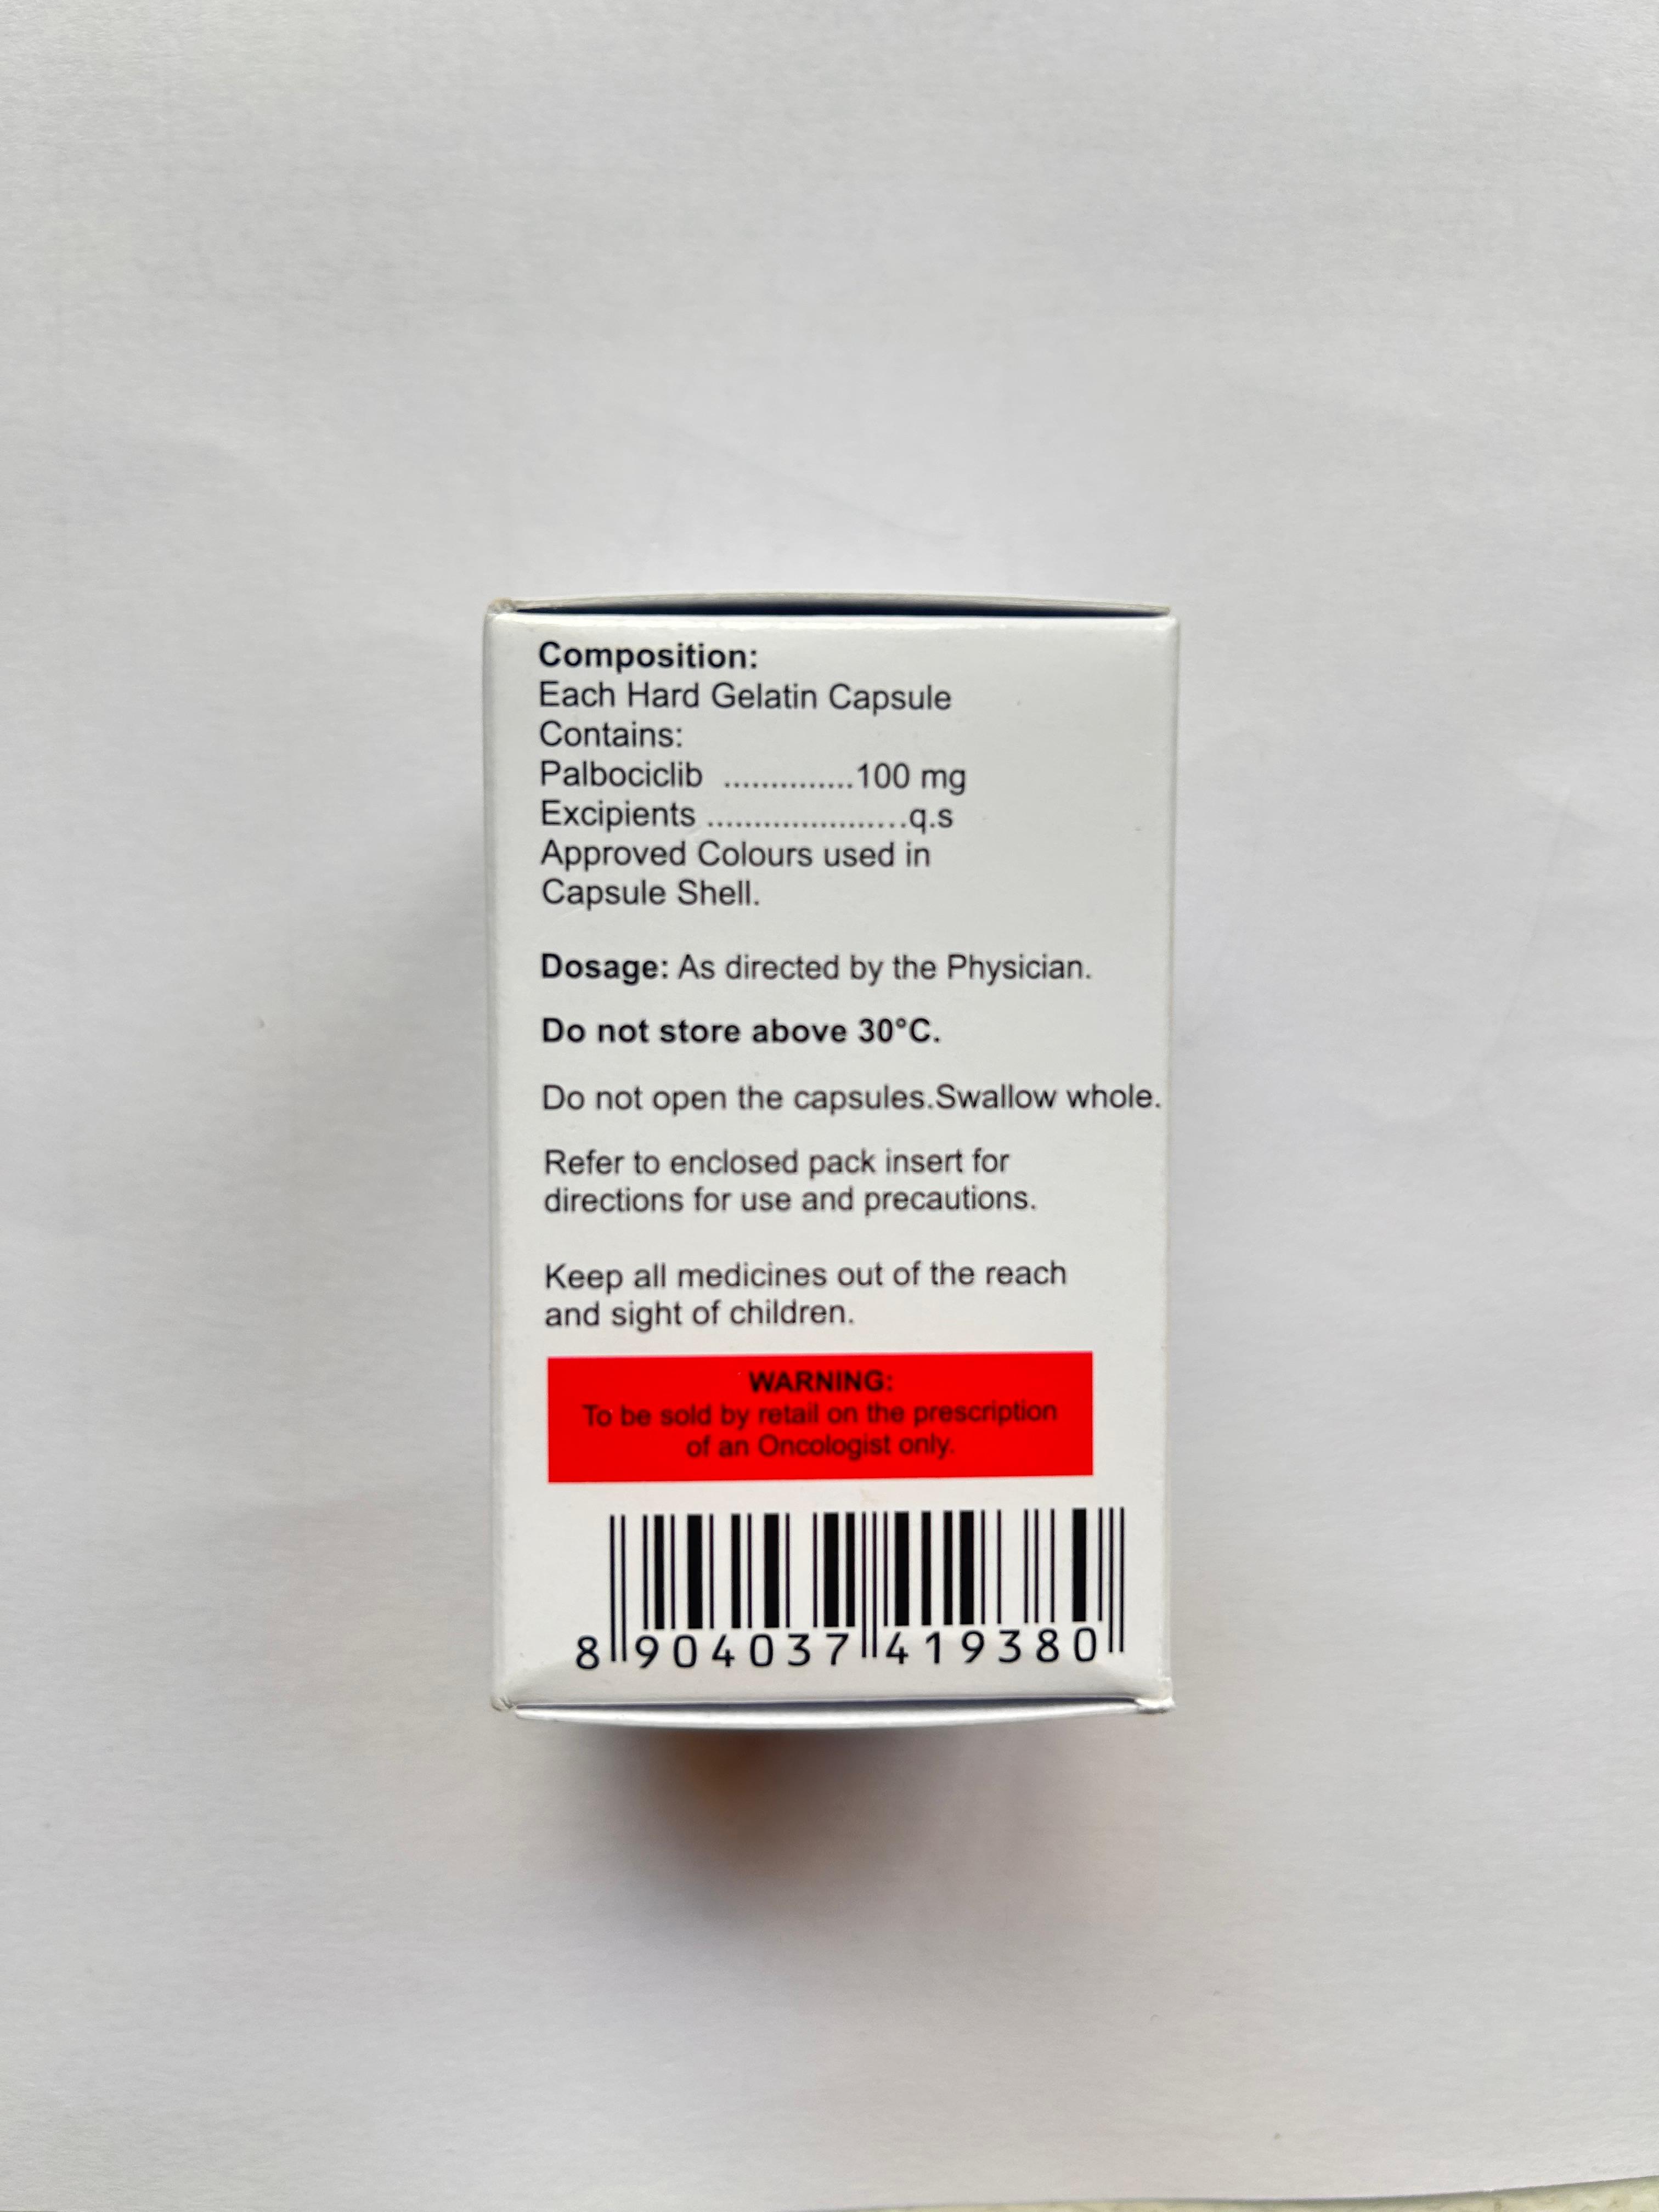 Composition:
Each Hard Gelatin Capsule
Contains:
Palbociclib ..............100 mg
Excipients .....................q.s
Approved Colours used in
Capsule Shell.
Dosage: As directed by the Physician.
Do not store above 30°C.
Do not open the capsules.Swallow whole.
Refer to enclosed pack insert for
directions for use and precautions.
Keep all medicines out of the reach
and sight of children.
WARNING:
To be sold by retail on the prescription
of an Oncologist only.
8 904037 419380